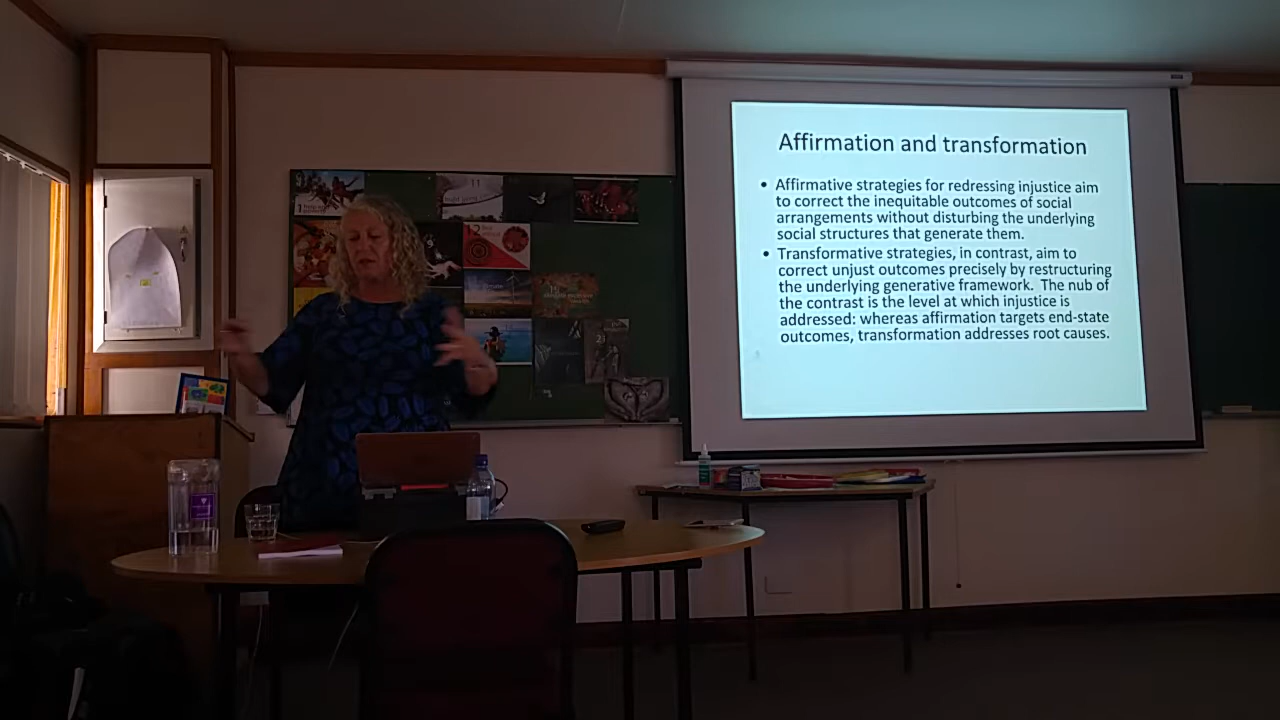 Affirmation and transformation
• Affirmative strategies for redressing injustice aim
to correct the inequitable outcomes of social
arrangements without disturbing the underlying
social structures that generate them.
• Transformative strategies, in contrast, aim to
correct unjust outcomes precisely by restructuring
the underlying generative framework. The nub of
the contrast is the level at which injustice is
addressed: whereas affirmation targets end-state
outcomes, transformation addresses root causes.
11
12